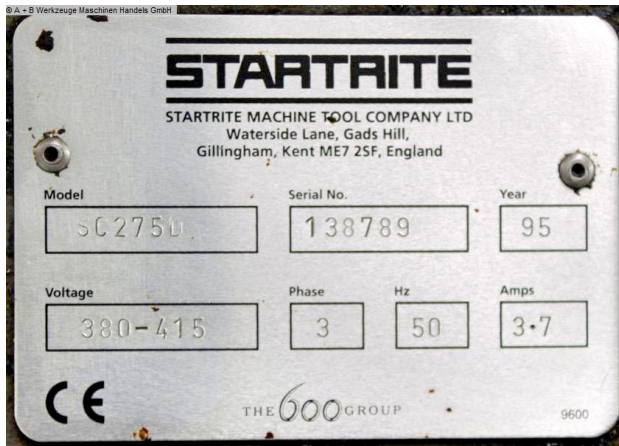 © A + B Werkzeuge Maschinen Handels GmbH
STARTRITE
STARTRITE MACHINE TOOL COMPANY LTD
Waterside Lane, Gads Hill,
Gillingham, Kent ME7 2SF, England
Model Serial No. Year
SC275D 138789 95
Voltage Phase Hz Amps
380-415 3 50 3·7
CE THE 600 GROUP 9600